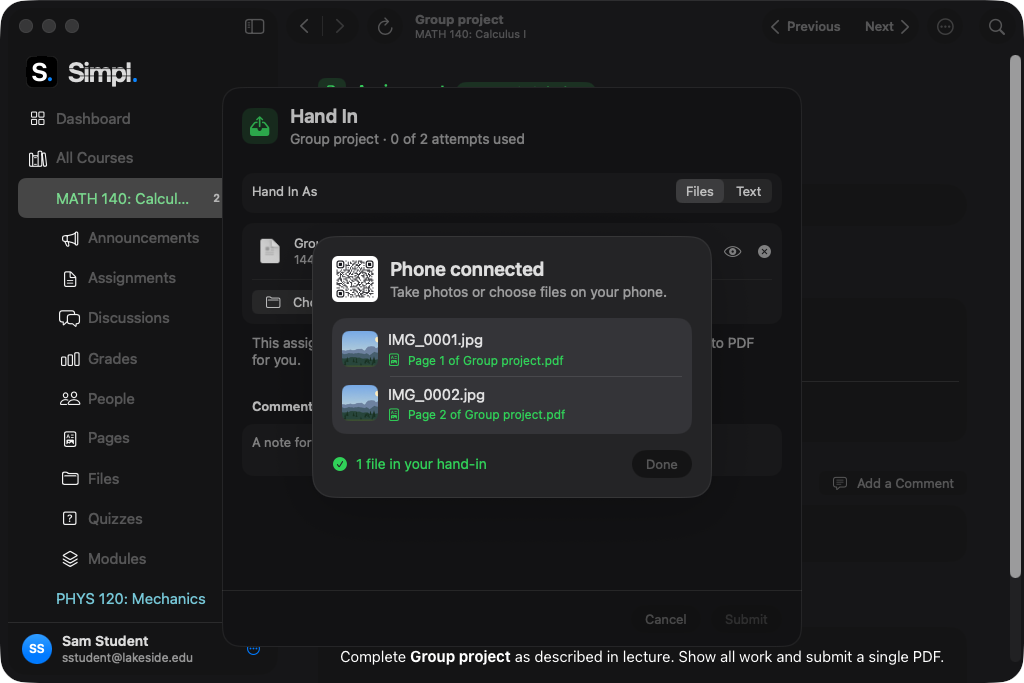 Group project
MATH 140: Calculus I
Previous
Next
S.
Simpl.
Dashboard
All Courses
MATH 140: Calcul...
2
Announcements
Assignments
Discussions
Grades
People
Pages
Files
Quizzes
Modules
PHYS 120: Mechanics
SS
Sam Student
sstudent@lakeside.edu
Hand In
Group project · 0 of 2 attempts used
Hand In As
Files
Text
Phone connected
Take photos or choose files on your phone.
IMG_0001.jpg
Page 1 of Group project.pdf
IMG_0002.jpg
Page 2 of Group project.pdf
1 file in your hand-in
Done
to PDF
for you.
Comment
A note for
Add a Comment
Cancel
Submit
Complete Group project as described in lecture. Show all work and submit a single PDF.